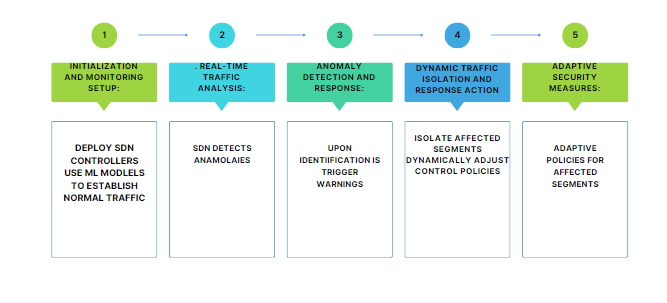 1
2
3
4
5
INITIALIZATION
AND MONITORING
SETUP:
. REAL-TIME
TRAFFIC
ANALYSIS:
ANOMALY
DETECTION AND
RESPONSE:
DYNAMIC TRAFFIC
ISOLATION AND
RESPONSE ACTION
ADAPTIVE
SECURITY
MEASURES:
DEPLOY SDN
CONTROLLERS
USE ML MODLELS
TO ESTABLISH
NORMAL TRAFFIC
SDN DETECTS
ANAMOLAIES
UPON
IDENTIIFICATION IS
TRIGGER
WARNINGS
ISOLATE AFFECTED
SEGMENTS
DYNAMICALLY ADJUST
CONTROL POLICIES
ADAPTIVE
POLICIES FOR
AFFECTED
SEGMENTS